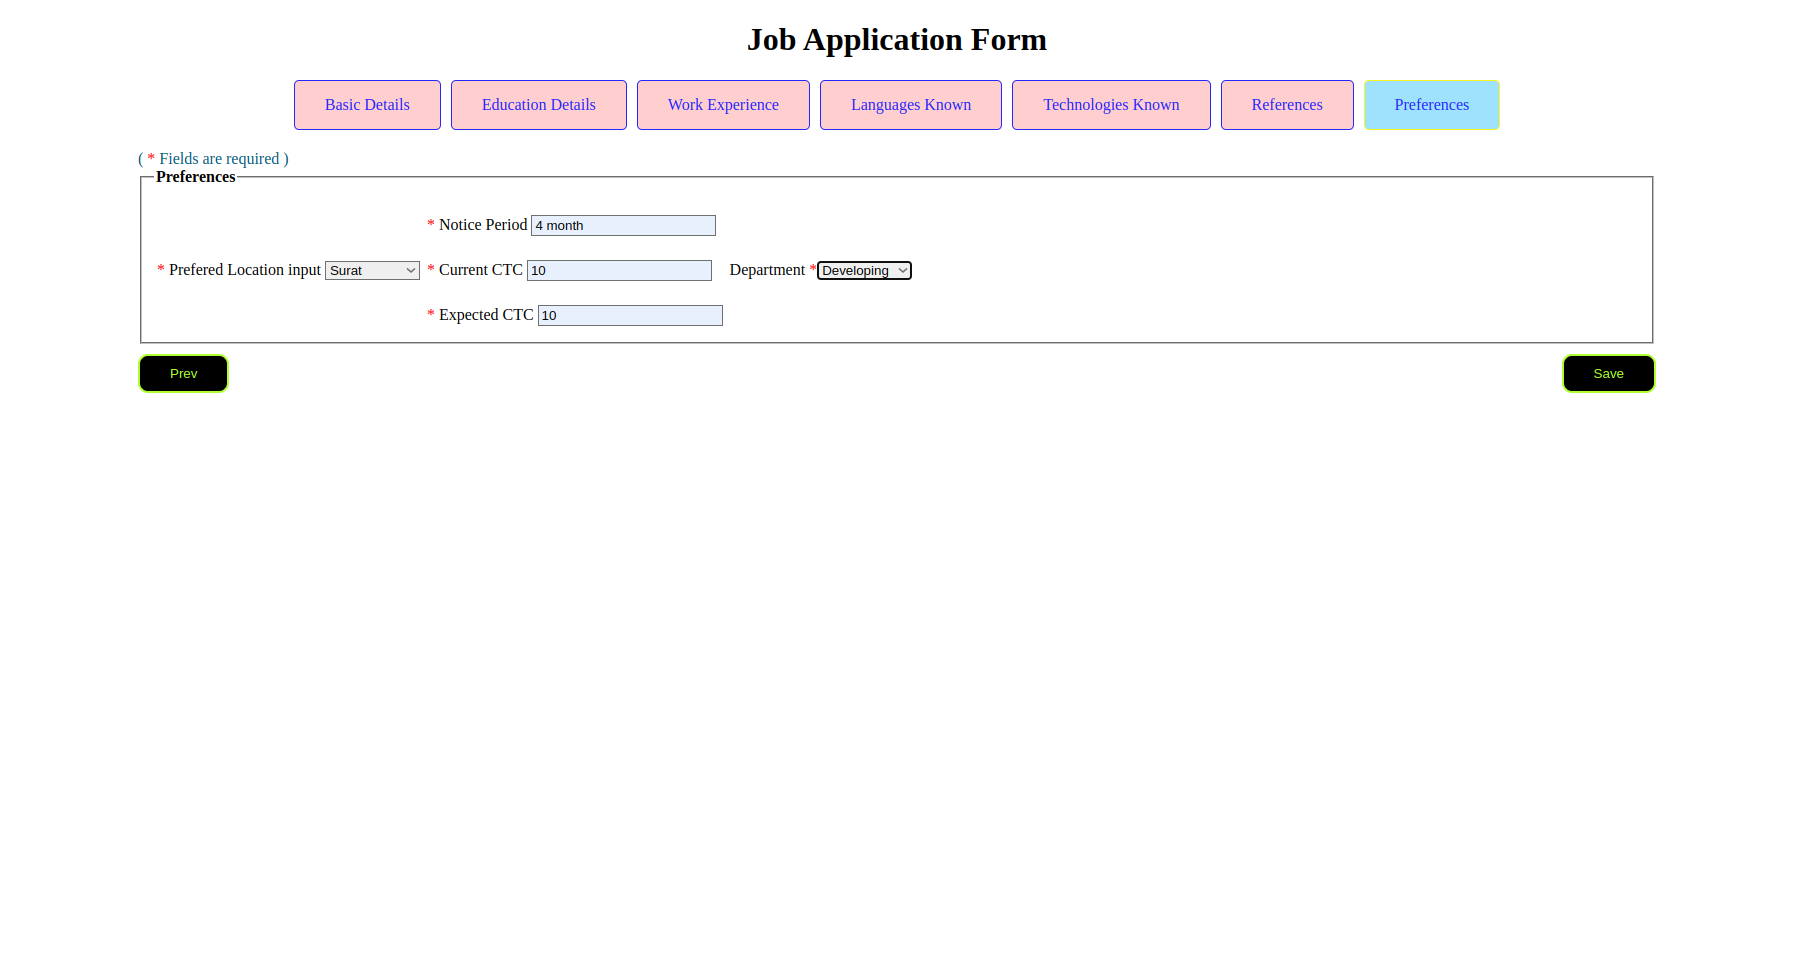 Job Application Form
Basic Details Education Details Work Experience Languages Known Technologies Known References Preferences
( * Fields are required )
Preferences
* Notice Period 4 month
* Prefered Location input Surat * Current CTC 10 Department * Developing
* Expected CTC 10
Prev Save